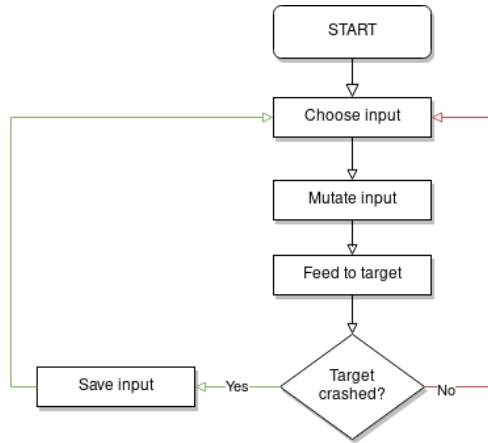 START
Choose input
Mutate input
Feed to target
Target
crashed?
Save input
Yes
No